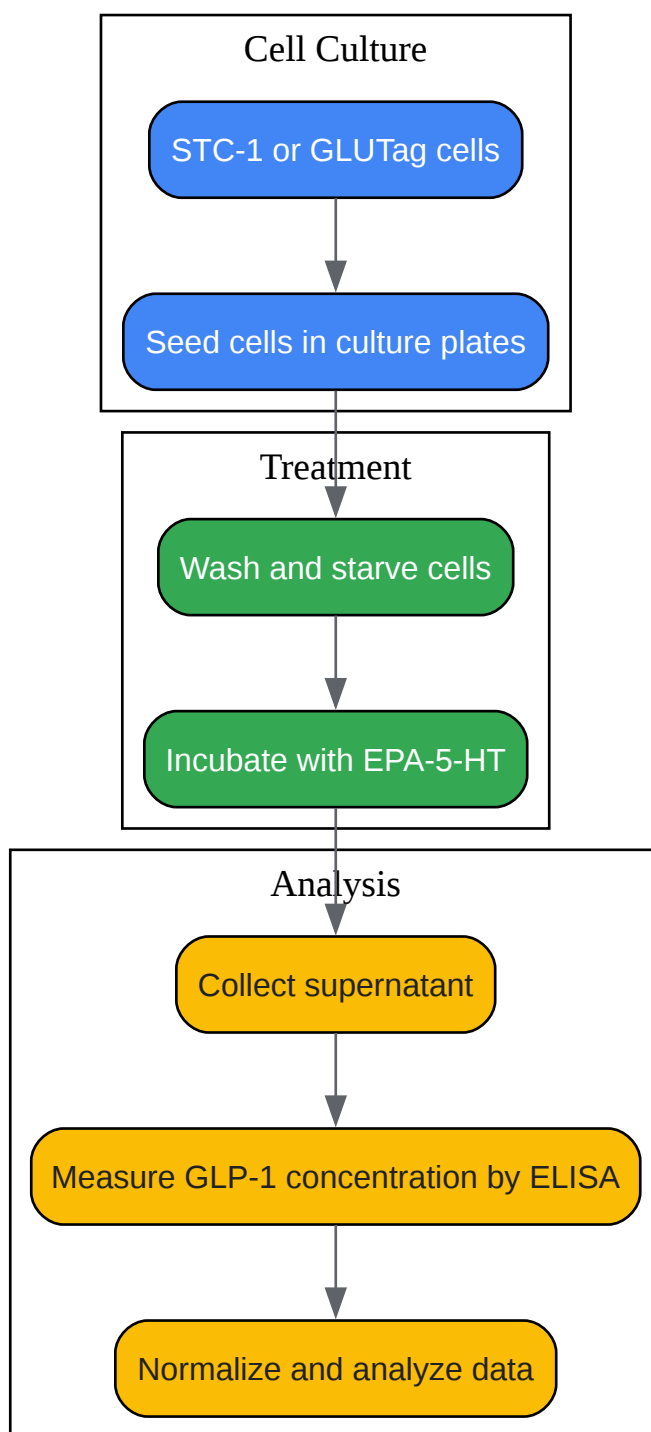 Cell Culture
STC-1 or GLUTag cells
Seed cells in culture plates
Treatment
Wash and starve cells
Incubate with EPA-5-HT
Analysis
Collect supernatant
Measure GLP-1 concentration by ELISA
Normalize and analyze data